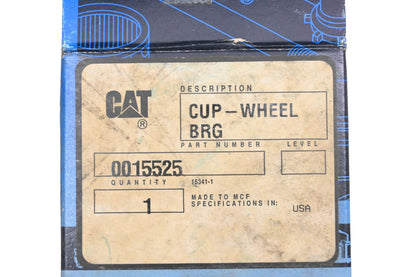 DESCRIPTION
CAT
®
CUP-WHEEL
BRG
PART NUMBER
LEVEL
0015525
QUANTITY
15341-1
1
MADE TO MCF
SPECIFICATIONS IN:
USA